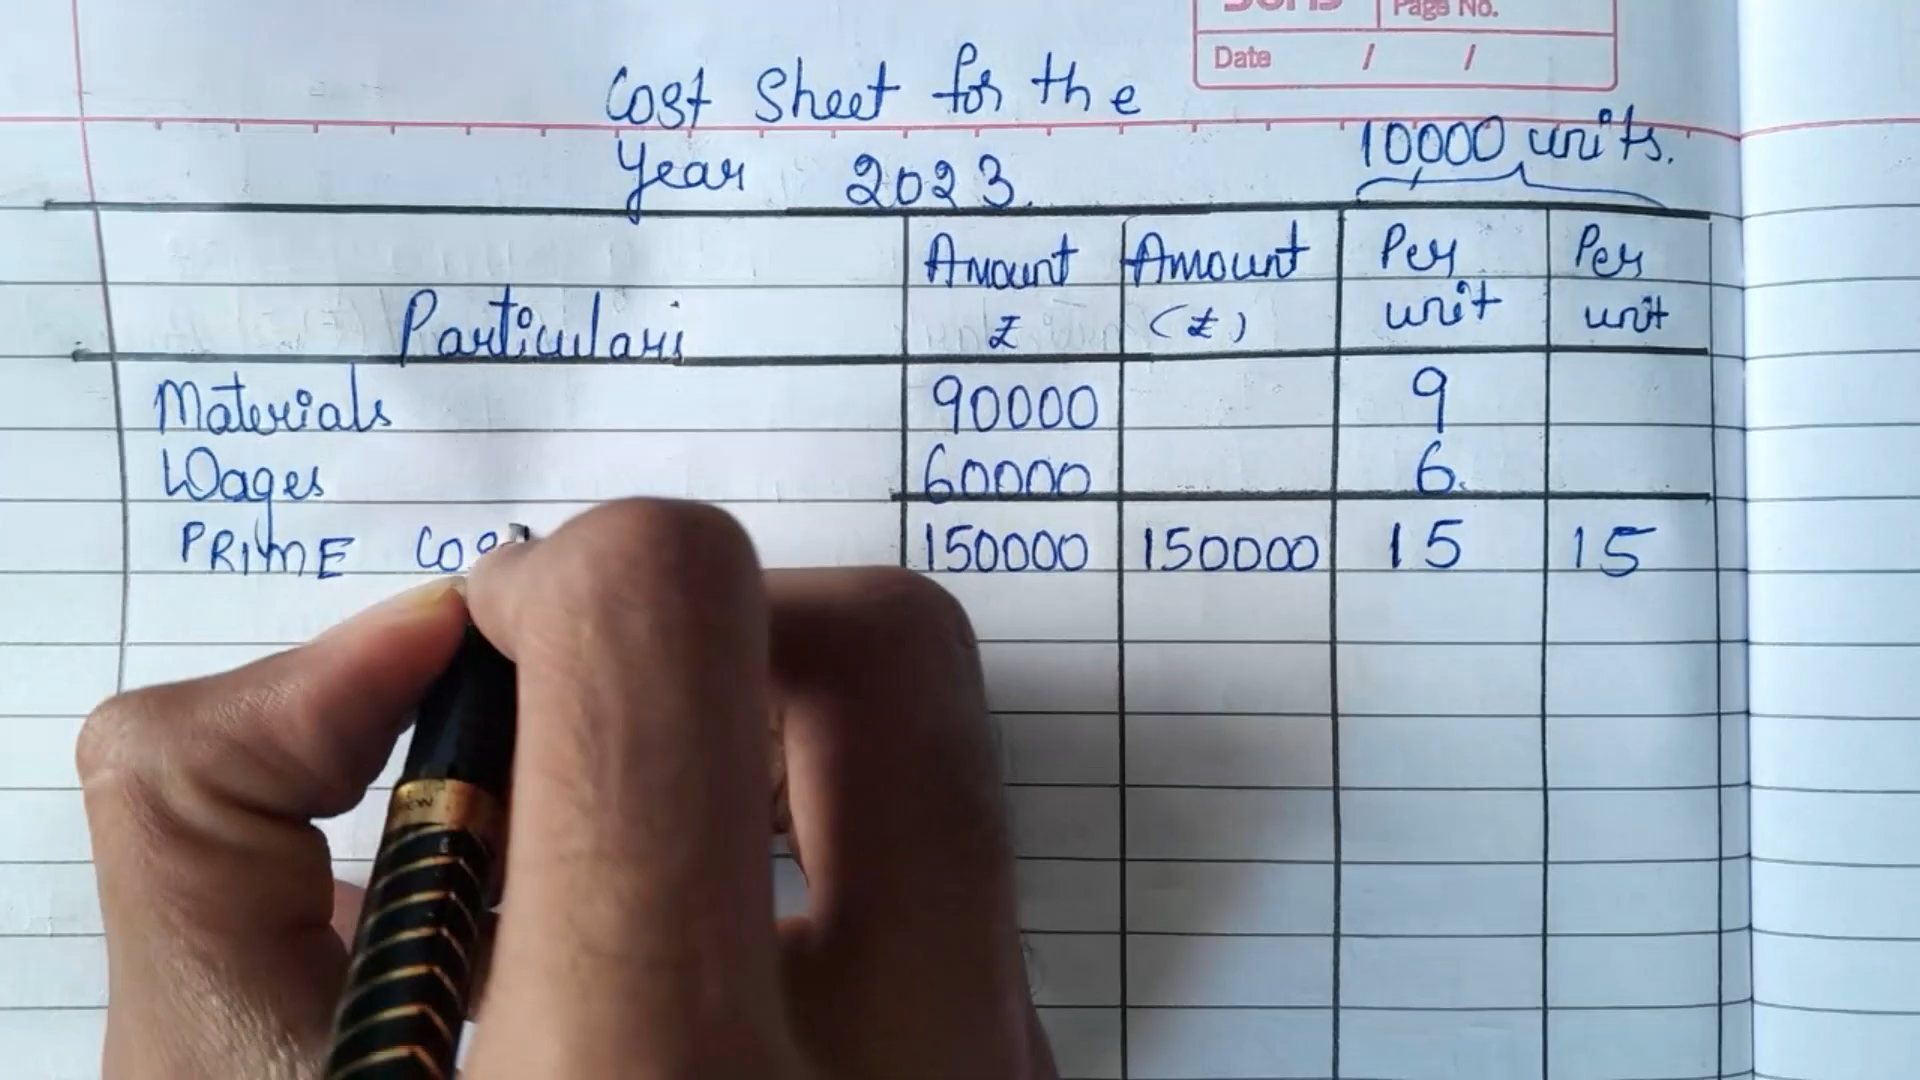 Page No.
Date / /
Cost Sheet for the
Year 2023.
10000 units.
Particulars Amount ₹ Amount (₹) Per unit Per unit
Materials 90000 9
Wages 60000 6.
PRIME Cos 150000 150000 15 15